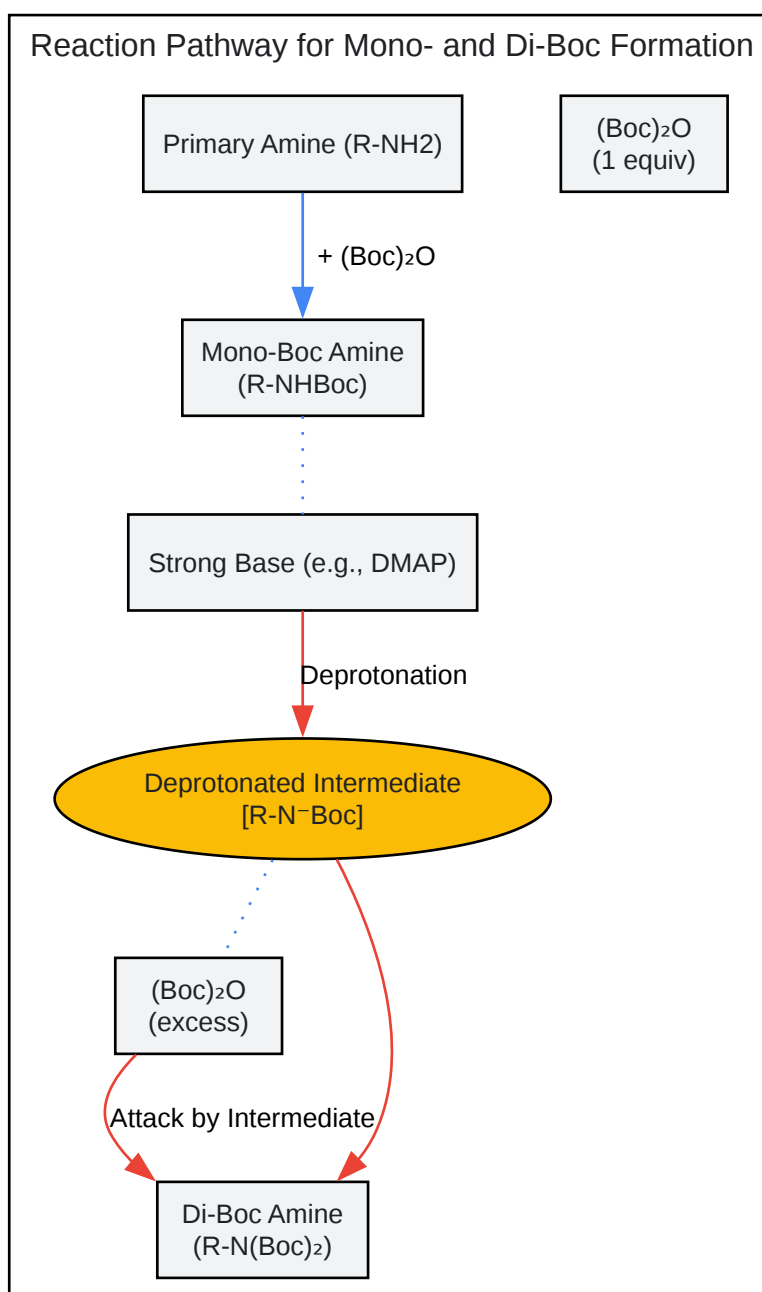 Reaction Pathway for Mono- and Di-Boc Formation
Primary Amine (R-NH2)
(Boc)₂O
(1 equiv)
+ (Boc)₂O
Mono-Boc Amine
(R-NHBoc)
Strong Base (e.g., DMAP)
Deprotonation
Deprotonated Intermediate
[R-N⁻Boc]
(Boc)₂O
(excess)
Attack by Intermediate
Di-Boc Amine
(R-N(Boc)₂)